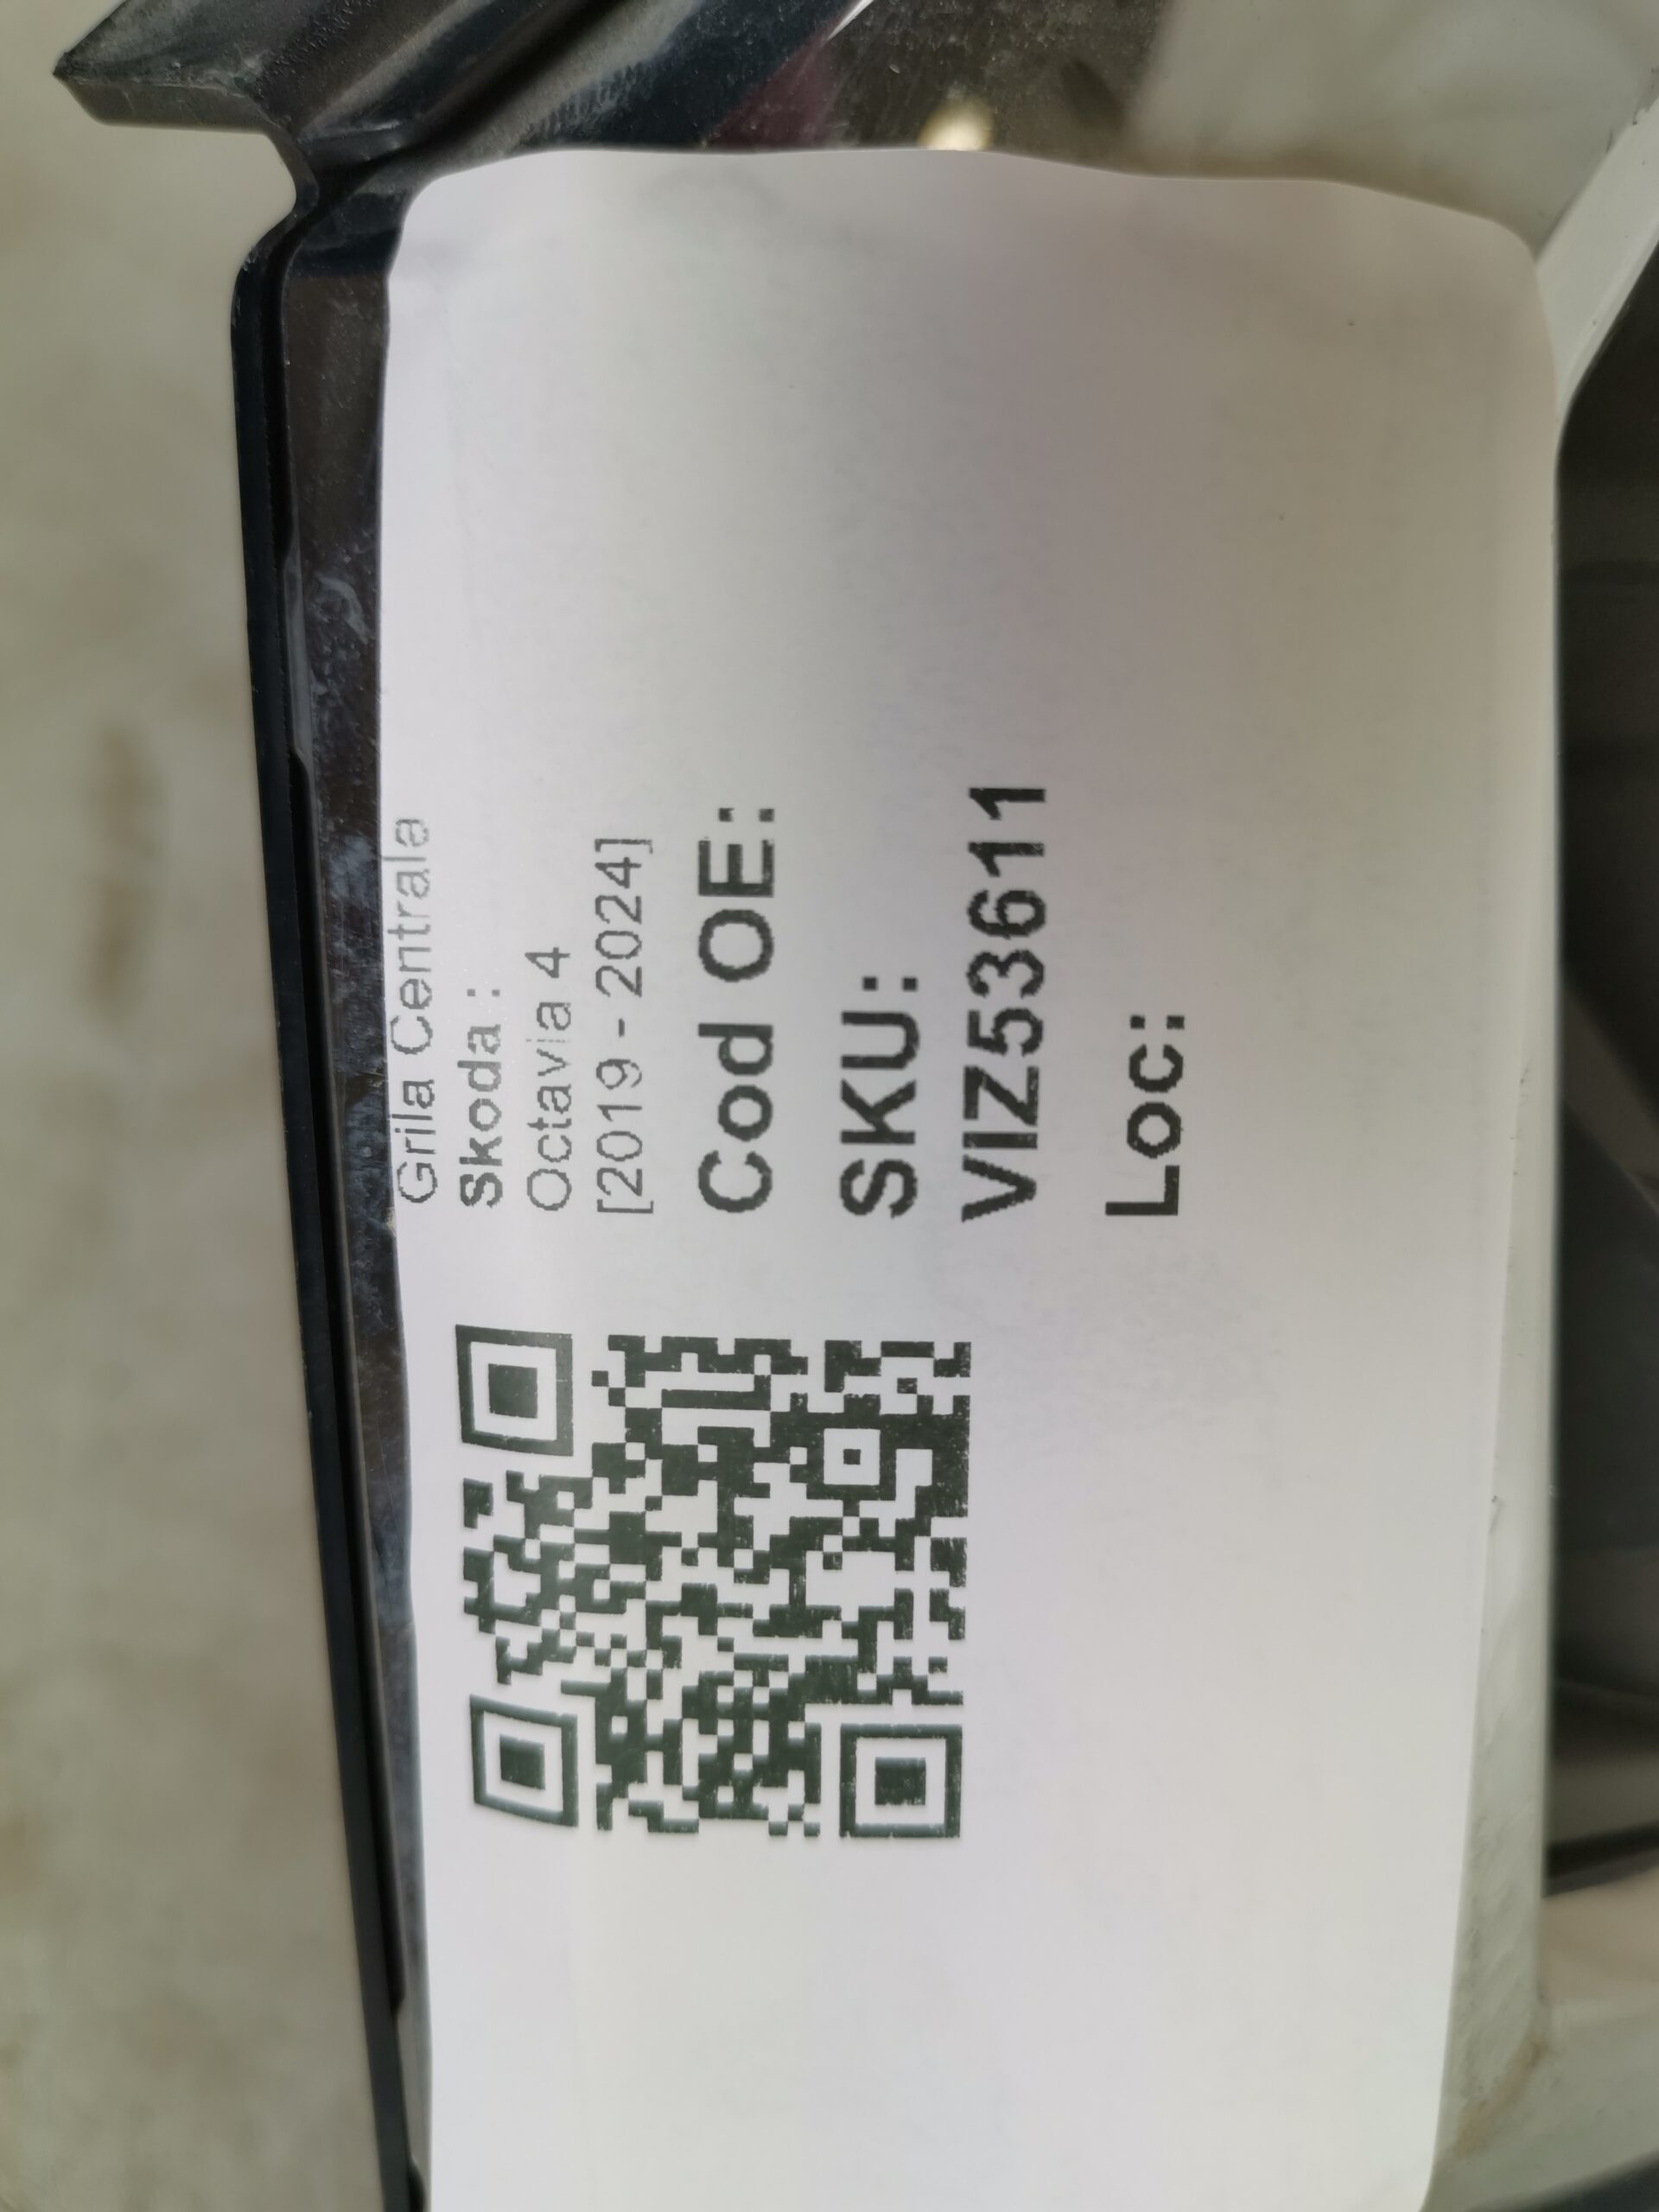 Grila Centrala
Skoda :
Octavia 4
[2019 - 2024]
Cod OE:
SKU:
VIZ53611
Loc: